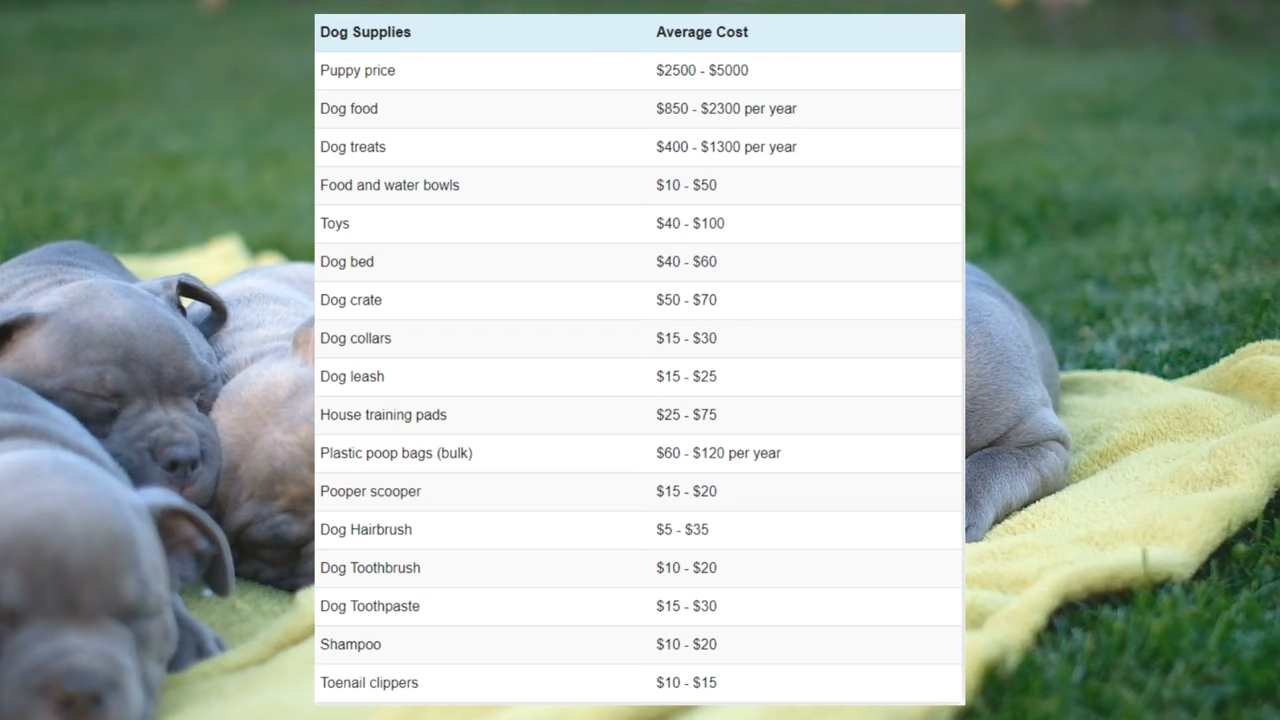 Dog Supplies Average Cost
Puppy price $2500 - $5000
Dog food $850 - $2300 per year
Dog treats $400 - $1300 per year
Food and water bowls $10 - $50
Toys $40 - $100
Dog bed $40 - $60
Dog crate $50 - $70
Dog collars $15 - $30
Dog leash $15 - $25
House training pads $25 - $75
Plastic poop bags (bulk) $60 - $120 per year
Pooper scooper $15 - $20
Dog Hairbrush $5 - $35
Dog Toothbrush $10 - $20
Dog Toothpaste $15 - $30
Shampoo $10 - $20
Toenail clippers $10 - $15